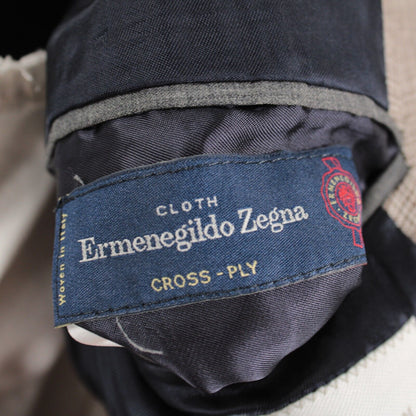 CLOTH
Ermenegildo Zegna
CROSS-PLY
Woven in Italy